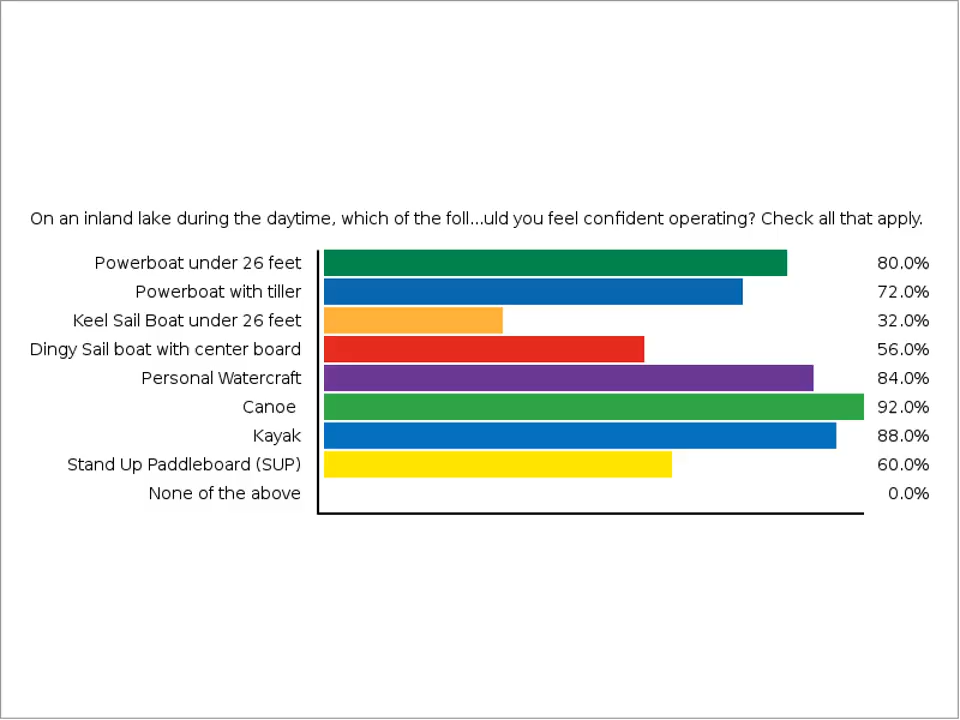 On an inland lake during the daytime, which of the foll...uld you feel confident operating? Check all that apply.
Powerboat under 26 feet 80.0%
Powerboat with tiller 72.0%
Keel Sail Boat under 26 feet 32.0%
Dingy Sail boat with center board 56.0%
Personal Watercraft 84.0%
Canoe 92.0%
Kayak 88.0%
Stand Up Paddleboard (SUP) 60.0%
None of the above 0.0%